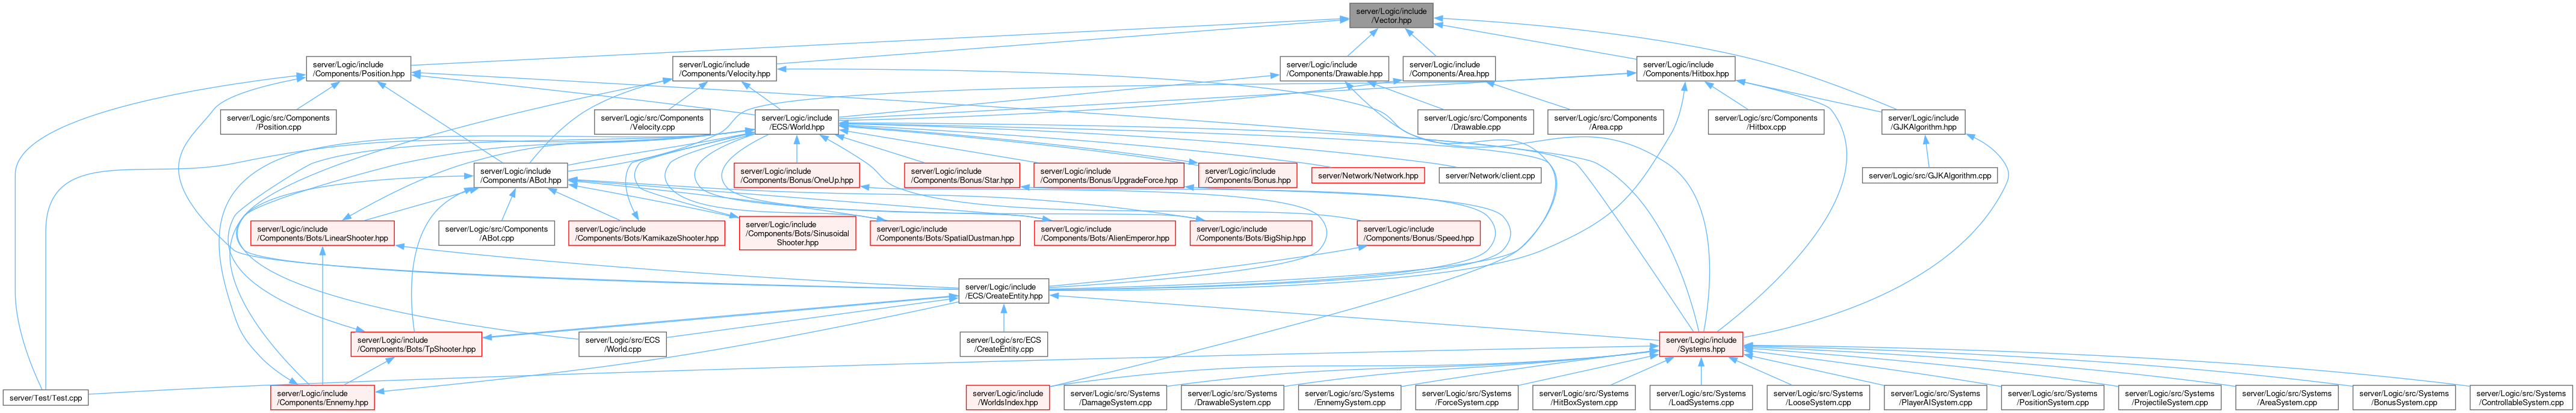 server/Logic/include
/Vector.hpp
server/Logic/include
/Components/Position.hpp
server/Logic/include
/Components/Velocity.hpp
server/Logic/include
/Components/Drawable.hpp
server/Logic/include
/Components/Area.hpp
server/Logic/include
/Components/Hitbox.hpp
server/Logic/src/Components
/Position.cpp
server/Logic/src/Components
/Velocity.cpp
server/Logic/include
/ECS/World.hpp
server/Logic/src/Components
/Drawable.cpp
server/Logic/src/Components
/Area.cpp
server/Logic/src/Components
/Hitbox.cpp
server/Logic/include
/GJKAlgorithm.hpp
server/Logic/include
/Components/ABot.hpp
server/Logic/include
/Components/Bonus/OneUp.hpp
server/Logic/include
/Components/Bonus/Star.hpp
server/Logic/include
/Components/Bonus/UpgradeForce.hpp
server/Logic/include
/Components/Bonus.hpp
server/Network/Network.hpp
server/Network/client.cpp
server/Logic/src/GJKAlgorithm.cpp
server/Logic/include
/Components/Bots/LinearShooter.hpp
server/Logic/src/Components
/ABot.cpp
server/Logic/include
/Components/Bots/KamikazeShooter.hpp
server/Logic/include
/Components/Bots/Sinusoidal
Shooter.hpp
server/Logic/include
/Components/Bots/SpatialDustman.hpp
server/Logic/include
/Components/Bots/AlienEmperor.hpp
server/Logic/include
/Components/Bots/BigShip.hpp
server/Logic/include
/Components/Bonus/Speed.hpp
server/Logic/include
/ECS/CreateEntity.hpp
server/Logic/include
/Components/Bots/TpShooter.hpp
server/Logic/src/ECS
/World.cpp
server/Logic/src/ECS
/CreateEntity.cpp
server/Logic/include
/Systems.hpp
server/Test/Test.cpp
server/Logic/include
/Components/Ennemy.hpp
server/Logic/include
/WorldsIndex.hpp
server/Logic/src/Systems
/DamageSystem.cpp
server/Logic/src/Systems
/DrawableSystem.cpp
server/Logic/src/Systems
/EnnemySystem.cpp
server/Logic/src/Systems
/ForceSystem.cpp
server/Logic/src/Systems
/HitBoxSystem.cpp
server/Logic/src/Systems
/LoadSystems.cpp
server/Logic/src/Systems
/LooseSystem.cpp
server/Logic/src/Systems
/PlayerAISystem.cpp
server/Logic/src/Systems
/PositionSystem.cpp
server/Logic/src/Systems
/ProjectileSystem.cpp
server/Logic/src/Systems
/AreaSystem.cpp
server/Logic/src/Systems
/BonusSystem.cpp
server/Logic/src/Systems
/ControllableSystem.cpp